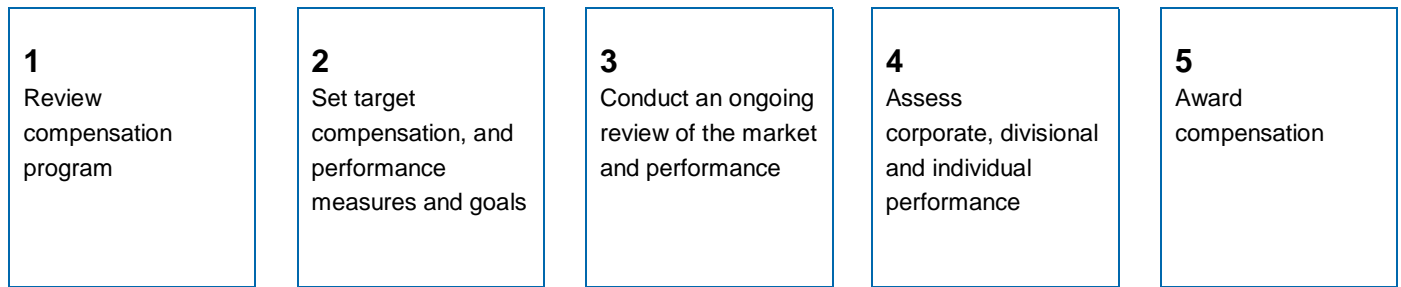 1
Review
compensation
program
2
Set target
compensation, and
performance
measures and goals
3
Conduct an ongoing
review of the market
and performance
4
Assess
corporate, divisional
and individual
performance
5
Award
compensation